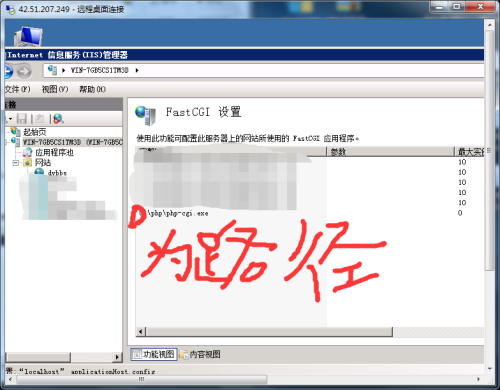 42.51.207.249 - 远程桌面连接
Internet 信息服务(IIS)管理器
WIN-7GB5CS1TM3D
文件(F) 视图(V) 帮助(H)
连接
起始页
WIN-7GB5CS1TM3D (WIN-7GB5CS
应用程序池
网站
dvbbs
FastCGI 设置
使用此功能可配置此服务器上的网站所使用的 FastCGI 应用程序。
参数 最大实例
10
10
10
10
10
D \php\php-cgi.exe 0
为路径
功能视图 内容视图
置:“localhost” applicationHost.config